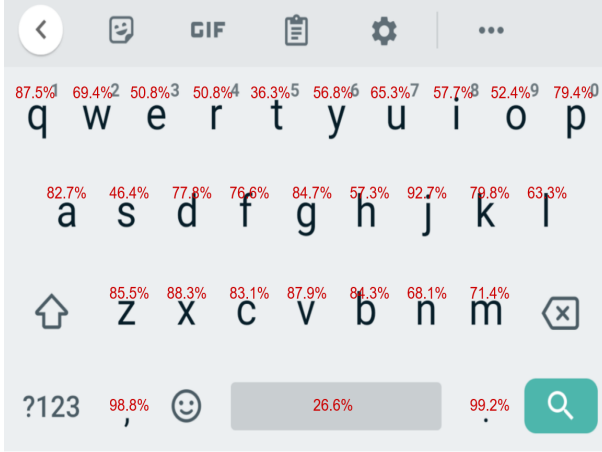 GIF
87.5% 1 69.4% 2 50.8% 3 50.8% 4 36.3% 5 56.8% 6 65.3% 7 57.7% 8 52.4% 9 79.4% 0
q w e r t y u i o p
82.7% 46.4% 77.8% 76.6% 84.7% 57.3% 92.7% 79.8% 63.3%
a s d f g h j k l
85.5% 88.3% 83.1% 87.9% 84.3% 68.1% 71.4%
z x c v b n m
?123 98.8% , 26.6% 99.2% .